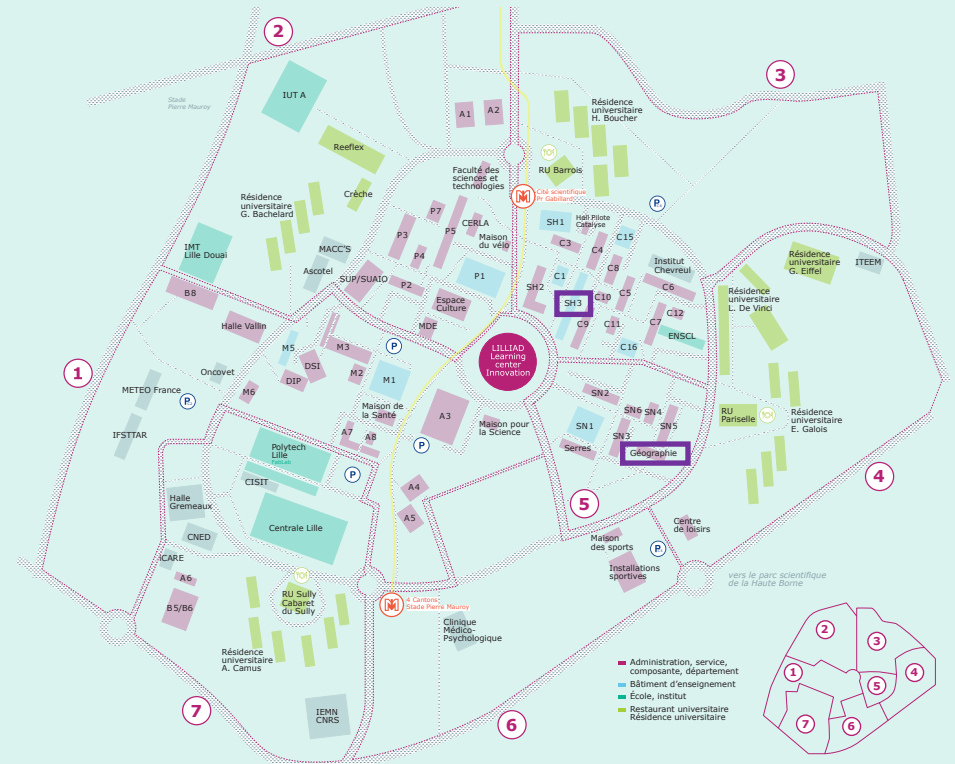 2
3
Stade
Pierre Mauroy
IUT A
A1
A2
Résidence
universitaire
H. Boucher
Reeflex
RU Barrois
Faculté des
sciences et
technologies
Crèche
Cité scientifique
Pr Gabillard
P
Résidence
universitaire
G. Bachelard
P7
P5
CERLA
SH1
Hall Pilote
Catalyse
C15
P3
Maison
du vélo
C3
C4
IMT
Lille Douai
MACC'S
P4
Ascotel
SUP/SUAIO
P1
C1
C8
Institut
Chevreul
Résidence
universitaire
G. Eiffel
ITEEM
B8
P2
SH2
SH3
C10
C5
C6
Résidence
universitaire
L. De Vinci
Espace
Culture
C12
Halle Vallin
MDE
C9
C11
C7
ENSCL
M5
M3
P
LILLIAD
Learning
center
Innovation
C16
1
DSI
M2
Oncovet
DIP
M1
METEO France
M6
SN2
P
Maison de
la Santé
A3
Maison pour
la Science
SN6
SN4
RU
Pariselle
Résidence
universitaire
E. Galois
IFSTTAR
A7
A8
P
SN1
SN3
SN5
Polytech
Lille
FabLab
Serres
Géographie
P
CISIT
4
Halle
Gremeaux
A4
5
Centrale Lille
A5
Centre
de loisirs
CNED
Maison
des sports
P
iCARE
A6
Installations
sportives
vers le parc scientifique
de la Haute Borne
RU Sully
Cabaret
du Sully
4 Cantons
Stade Pierre Mauroy
B5/B6
Clinique
Médico-
Psychologique
Résidence
universitaire
A. Camus
7
IEMN
CNRS
6
Administration, service,
composante, département
Bâtiment d'enseignement
École, institut
Restaurant universitaire
Résidence universitaire
2
3
1
4
5
7
6